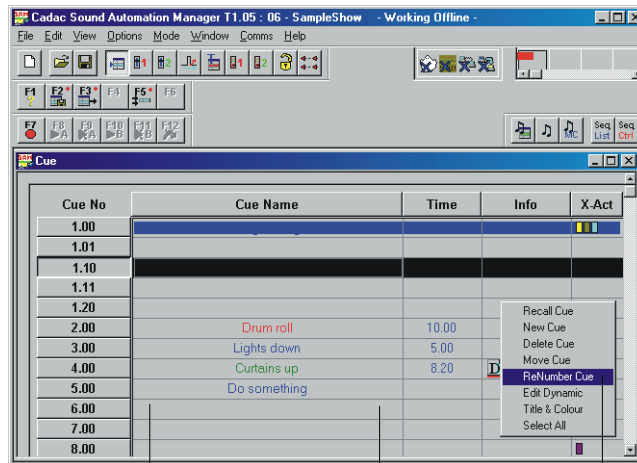 Cadac Sound Automation Manager T1.05 : 06 - SampleShow - Working Offline -
File Edit View Options Mode Window Comms Help
F1 F2* F3* F4 F5* F6
F7 F8 F9 F10 F11 F12
A A B B
MC Seq List Seq Ctrl
Cue
Cue No Cue Name Time Info X-Act
1.00
1.01
1.10
1.11
1.20
2.00 Drum roll 10.00
3.00 Lights down 5.00
4.00 Curtains up 8.20 D
5.00 Do something
6.00
7.00
8.00
Recall Cue
New Cue
Delete Cue
Move Cue
ReNumber Cue
Edit Dynamic
Title & Colour
Select All